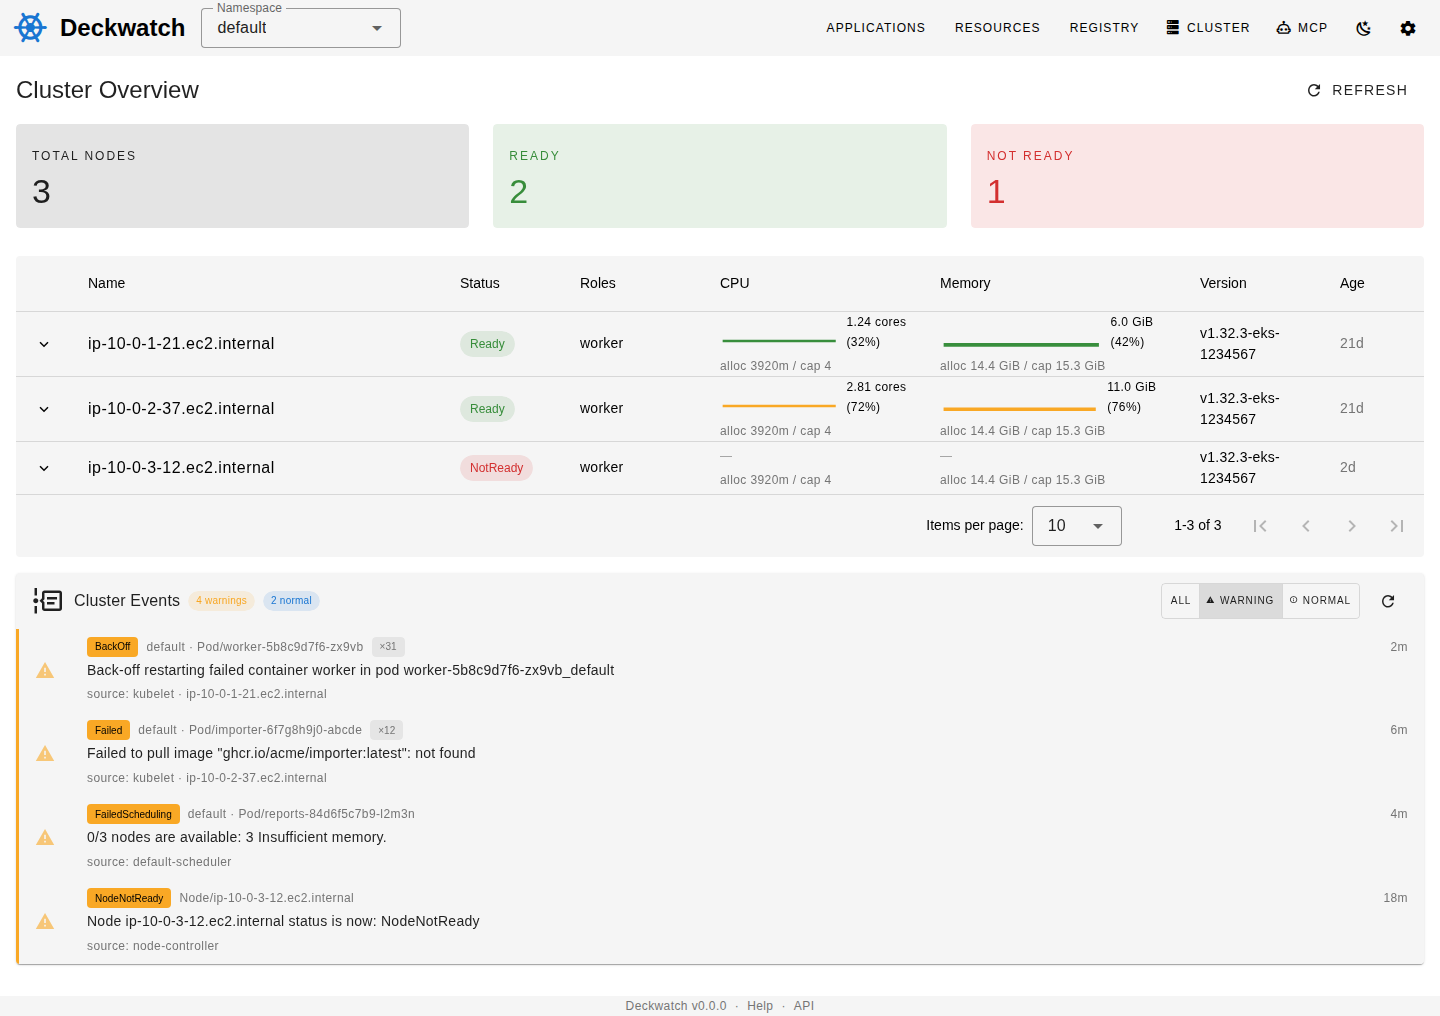 Deckwatch
Namespace
default
APPLICATIONS
RESOURCES
REGISTRY
CLUSTER
MCP
Cluster Overview
REFRESH
TOTAL NODES
3
READY
2
NOT READY
1
Name Status Roles CPU Memory Version Age
ip-10-0-1-21.ec2.internal
Ready
worker
1.24 cores
(32%)
alloc 3920m / cap 4
6.0 GiB
(42%)
alloc 14.4 GiB / cap 15.3 GiB
v1.32.3-eks-
1234567
21d
ip-10-0-2-37.ec2.internal
Ready
worker
2.81 cores
(72%)
alloc 3920m / cap 4
11.0 GiB
(76%)
alloc 14.4 GiB / cap 15.3 GiB
v1.32.3-eks-
1234567
21d
ip-10-0-3-12.ec2.internal
NotReady
worker
—
alloc 3920m / cap 4
—
alloc 14.4 GiB / cap 15.3 GiB
v1.32.3-eks-
1234567
2d
Items per page: 10 1-3 of 3
Cluster Events 4 warnings 2 normal
ALL WARNING NORMAL
BackOff default · Pod/worker-5b8c9d7f6-zx9vb ×31 2m
Back-off restarting failed container worker in pod worker-5b8c9d7f6-zx9vb_default
source: kubelet · ip-10-0-1-21.ec2.internal
Failed default · Pod/importer-6f7g8h9j0-abcde ×12 6m
Failed to pull image "ghcr.io/acme/importer:latest": not found
source: kubelet · ip-10-0-2-37.ec2.internal
FailedScheduling default · Pod/reports-84d6f5c7b9-l2m3n 4m
0/3 nodes are available: 3 Insufficient memory.
source: default-scheduler
NodeNotReady Node/ip-10-0-3-12.ec2.internal 18m
Node ip-10-0-3-12.ec2.internal status is now: NodeNotReady
source: node-controller
Deckwatch v0.0.0 · Help · API